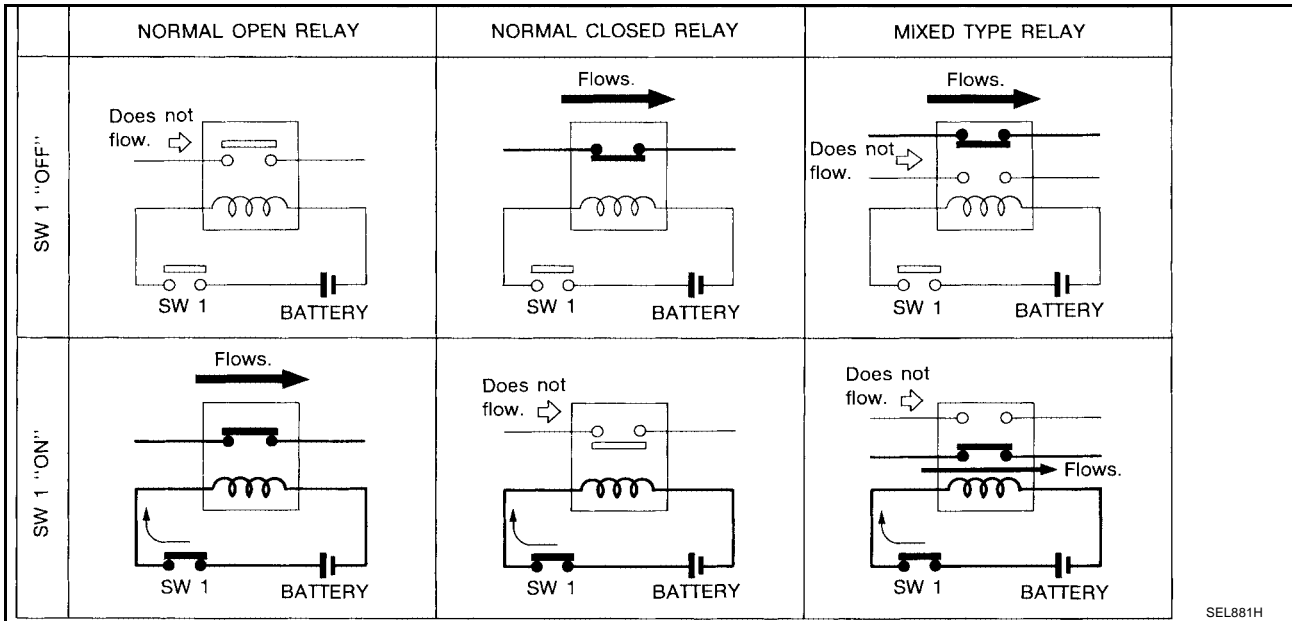 NORMAL OPEN RELAY
NORMAL CLOSED RELAY
MIXED TYPE RELAY
SW 1 "OFF"
Does not
flow.
SW 1
BATTERY
Flows.
SW 1
BATTERY
Flows.
Does not
flow.
SW 1
BATTERY
SW 1 "ON"
Flows.
SW 1
BATTERY
Does not
flow.
SW 1
BATTERY
Does not
flow.
Flows.
SW 1
BATTERY
SEL881H